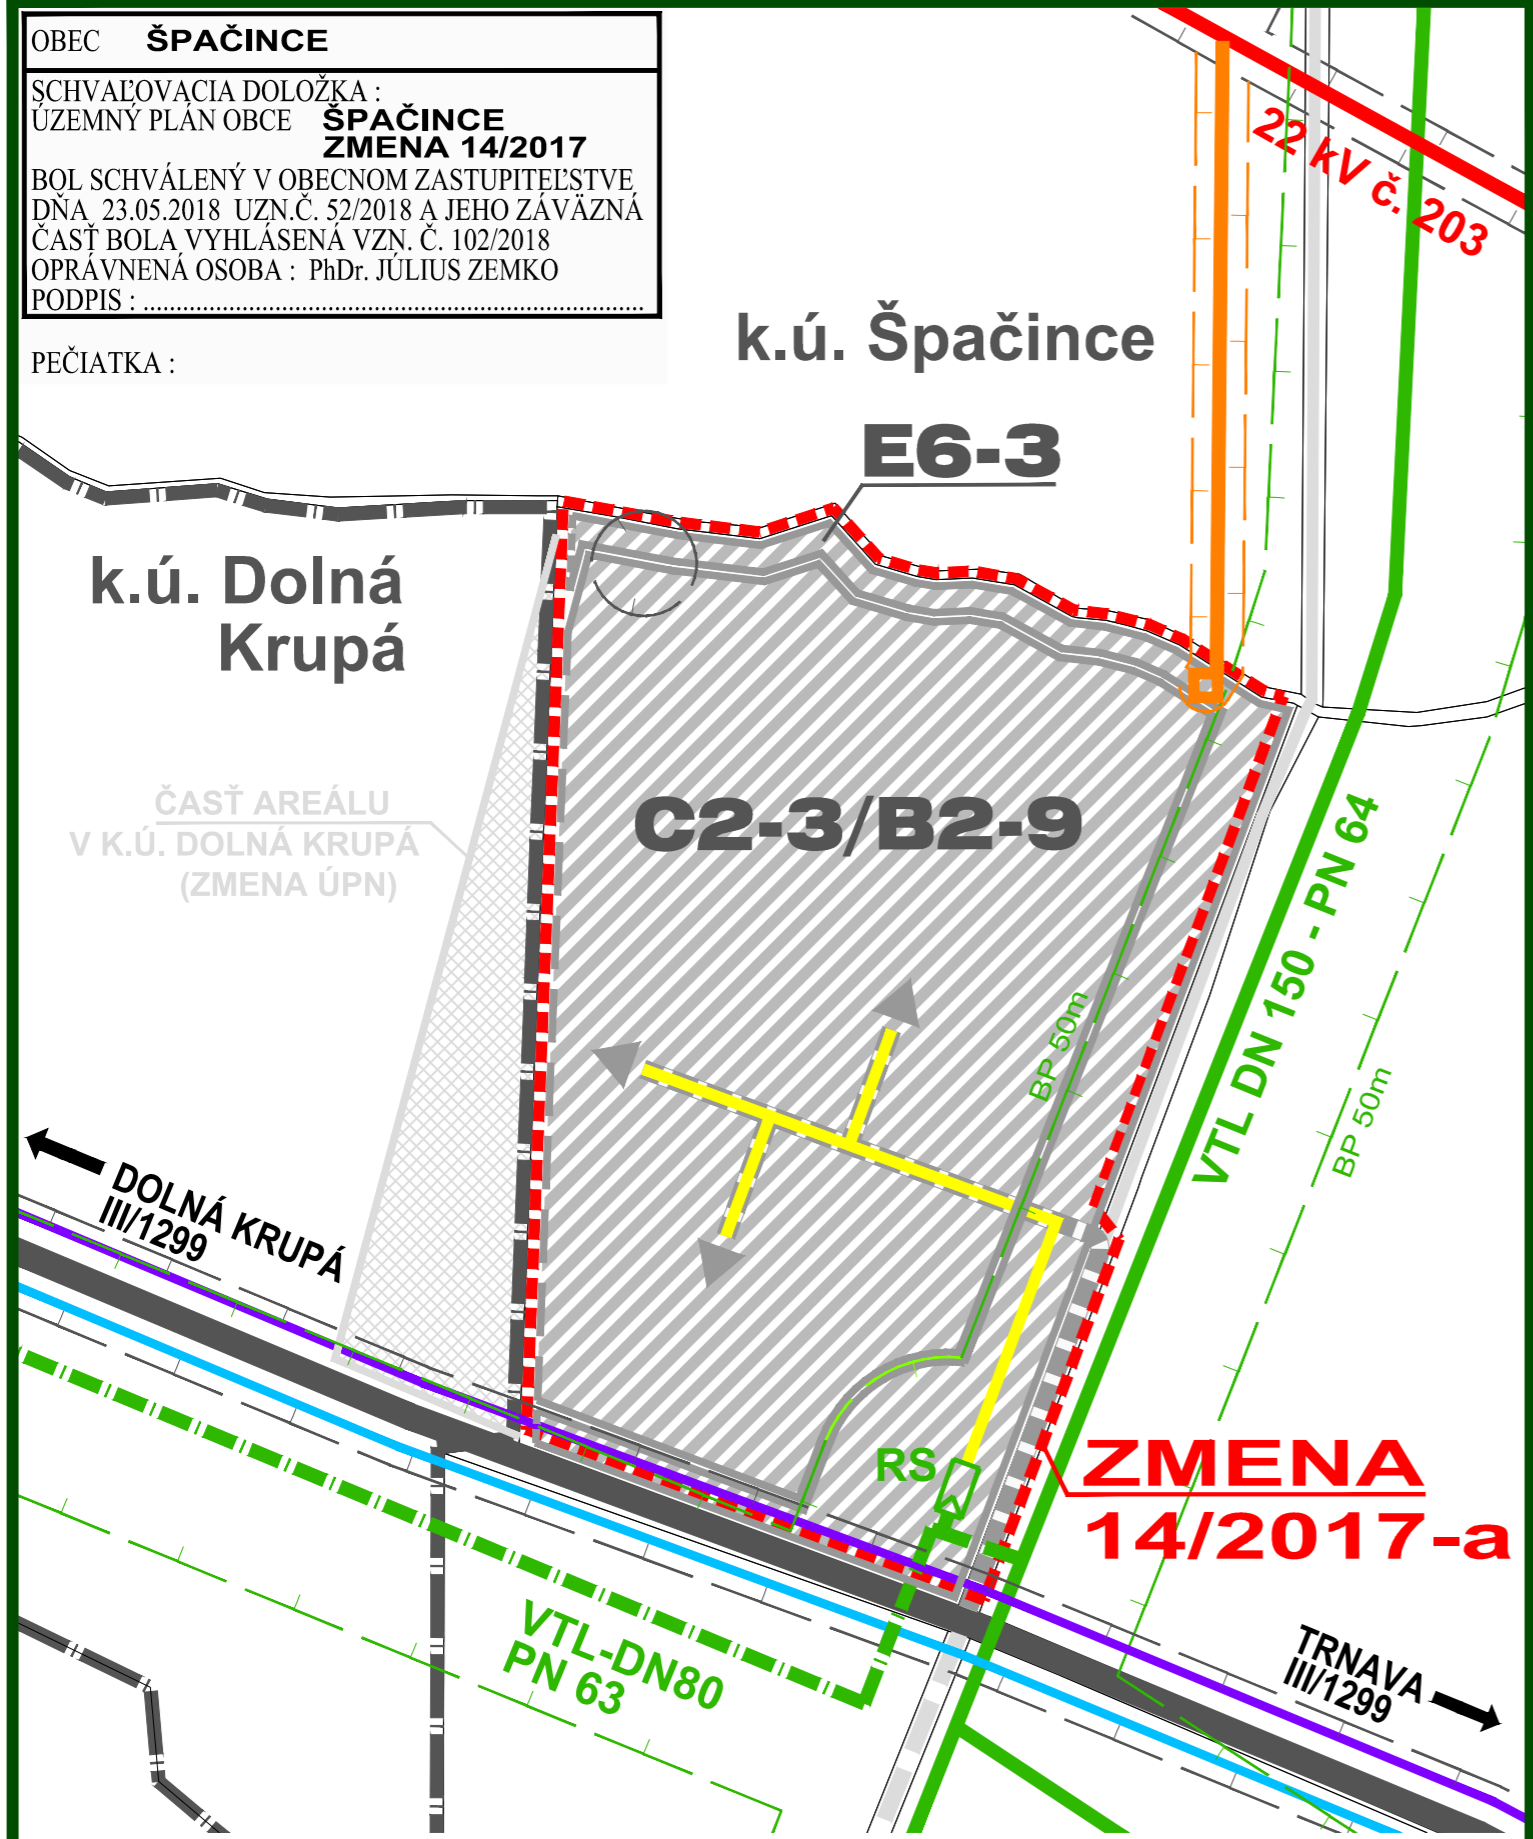 OBEC ŠPAČINCE
SCHVAĽOVACIA DOLOŽKA :
ÚZEMNÝ PLÁN OBCE ŠPAČINCE
ZMENA 14/2017
BOL SCHVÁLENÝ V OBECNOM ZASTUPITEĽSTVE
DŇA 23.05.2018 UZN.Č. 52/2018 A JEHO ZÁVÄZNÁ
ČASŤ BOLA VYHLÁSENÁ VZN. Č. 102/2018
OPRÁVNENÁ OSOBA : PhDr. JÚLIUS ZEMKO
PODPIS : ............................................................................
PEČIATKA :
22 kV č. 203
k.ú. Špačince
E6-3
k.ú. Dolná
Krupá
ČASŤ AREÁLU
V K.Ú. DOLNÁ KRUPÁ
(ZMENA ÚPN)
C2-3/B2-9
VTL DN 150 - PN 64
BP 50m
BP 50m
DOLNÁ KRUPÁ
III/1299
RS
ZMENA
14/2017-a
VTL-DN80
PN 63
TRNAVA
III/1299